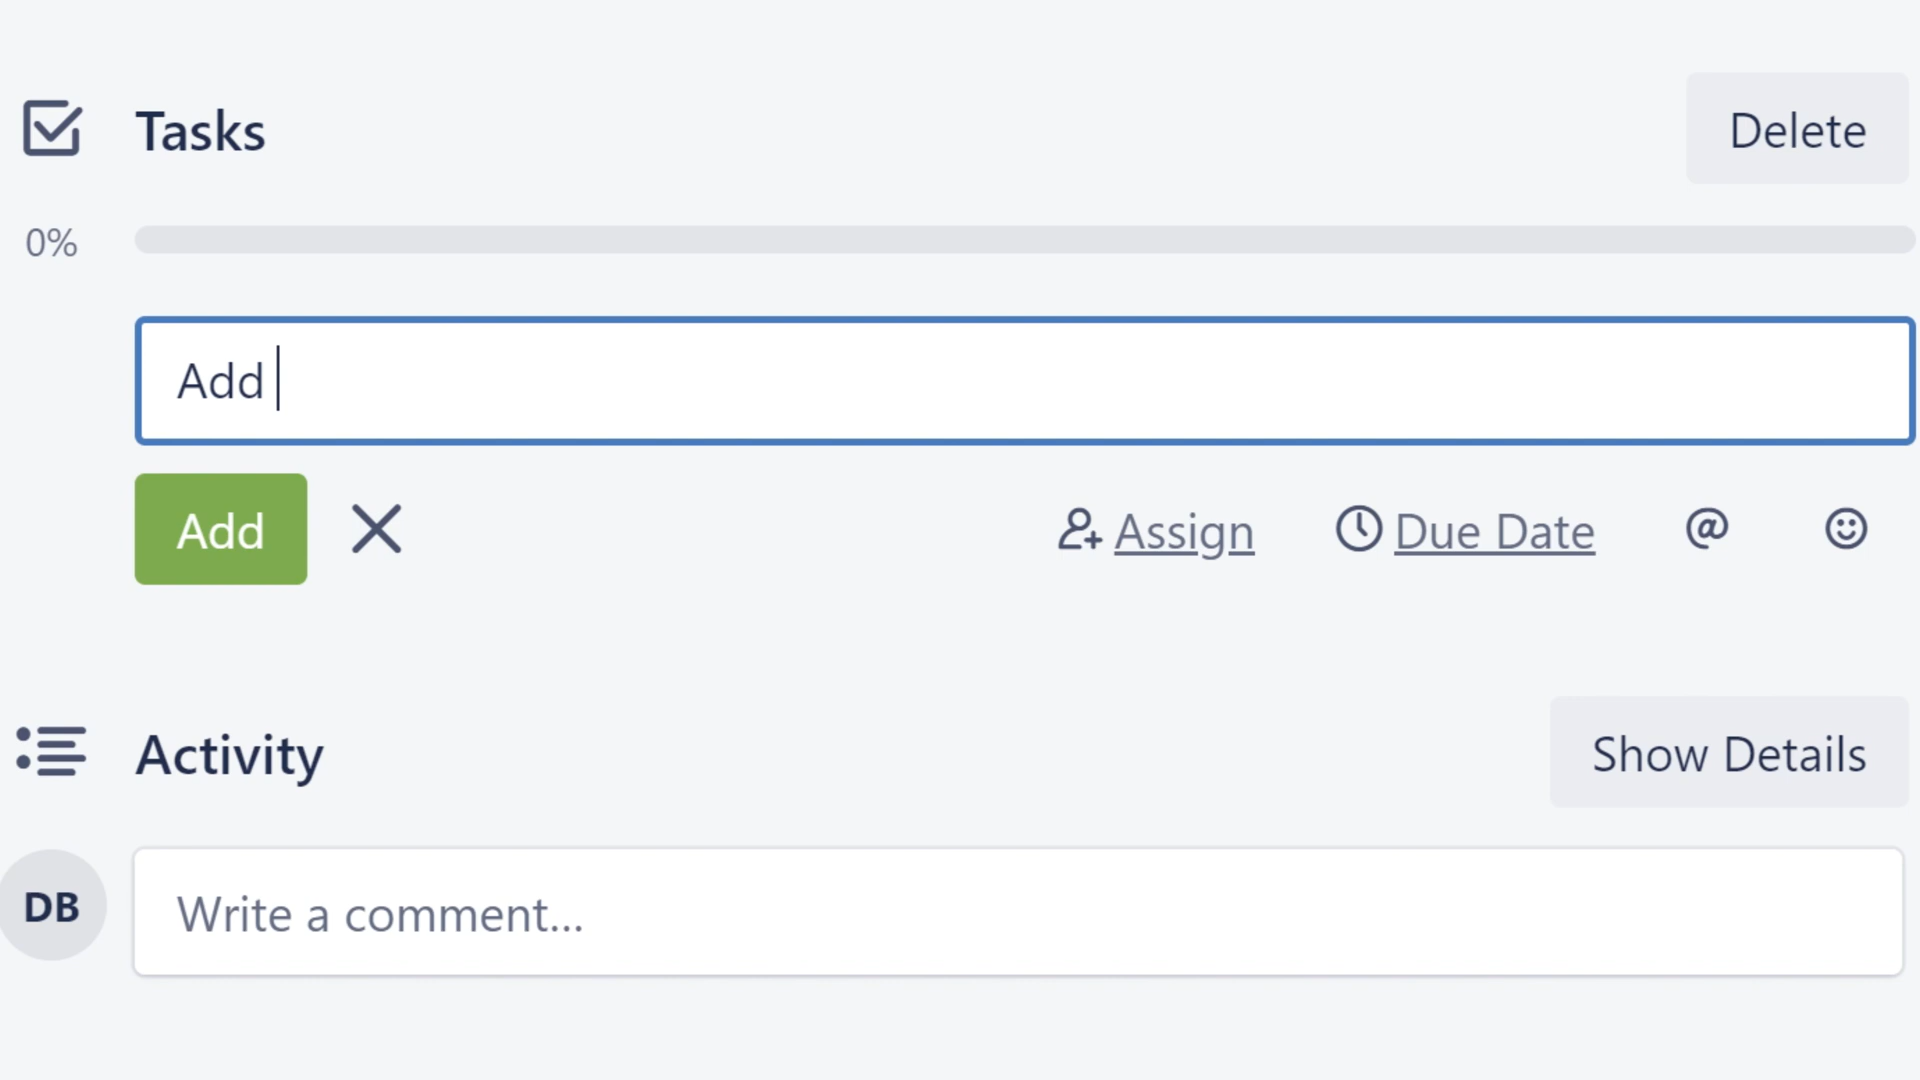 Tasks
Delete
0%
Add
Add
Assign
Due Date
@
Activity
Show Details
DB
Write a comment...